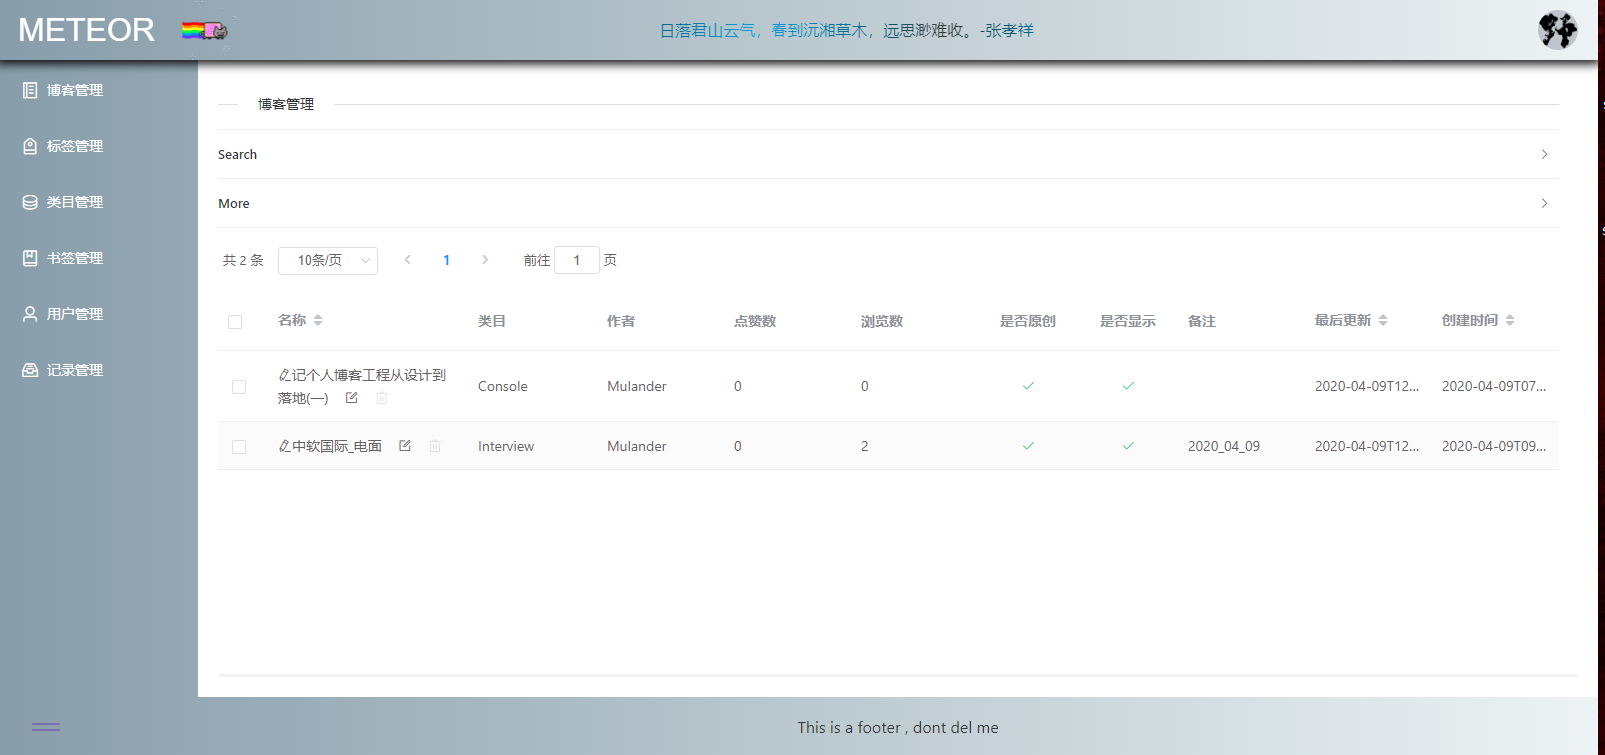 METEOR
日落君山云气，春到沅湘草木，远思渺难收。-张孝祥
博客管理
标签管理
类目管理
书签管理
用户管理
记录管理
博客管理
Search
More
共 2 条 10条/页 1 前往 1 页
名称 类目 作者 点赞数 浏览数 是否原创 是否显示 备注 最后更新 创建时间
记个人博客工程从设计到
落地(一) Console Mulander 0 0 2020-04-09T12... 2020-04-09T07...
中软国际_电面 Interview Mulander 0 2 2020_04_09 2020-04-09T12... 2020-04-09T09...
This is a footer , dont del me